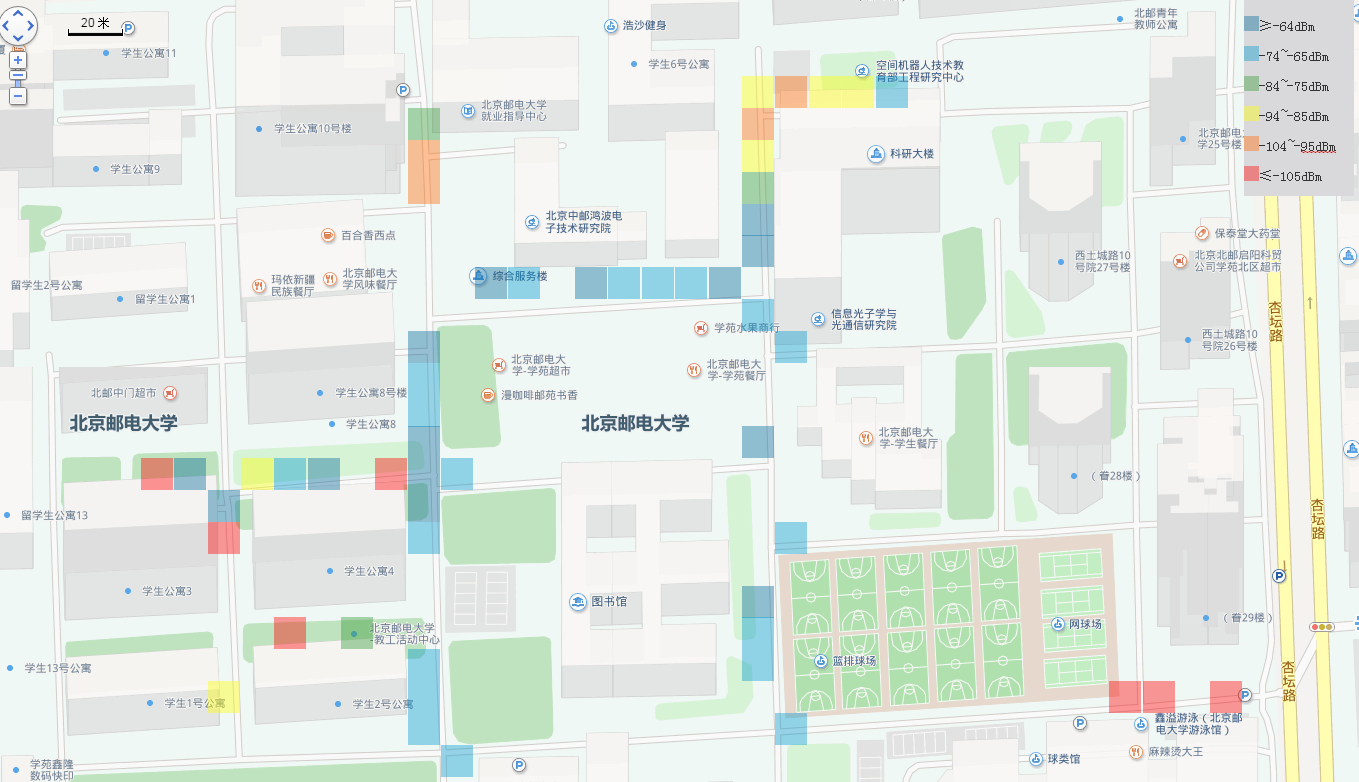 20 米
学生公寓11
浩沙健身
学生6号公寓
空间机器人技术教
育部工程研究中心
北邮青年
教师公寓
≥-64dBm
-74~-65dBm
-84~-75dBm
-94~-85dBm
-104~-95dBm
≤-105dBm
北京邮电大学
就业指导中心
学生公寓10号楼
学生公寓9
科研大楼
北京邮电
学25号楼
北京中邮鸿波电
子技术研究院
百合香西点
玛依新疆
民族餐厅
北京邮电大
学风味餐厅
综合服务楼
留学生2号公寓
留学生公寓1
信息光子学与
光通信研究院
学苑水果商行
西土城路10
号院27号楼
保泰堂大药堂
北京北邮启阳科贸
公司学苑北区超市
西土城路10
号院26号楼
杏坛路
北京邮电大
学-学苑超市
漫咖啡邮苑书香
北京邮电大
学-学苑餐厅
北邮中门超市
北京邮电大学
学生公寓8号楼
学生公寓8
北京邮电大学
北京邮电大
学-学生餐厅
（眷28楼）
留学生公寓13
杏坛路
学生公寓3
学生公寓4
图书馆
北京邮电大学
-教工活动中心
网球场
（眷29楼）
学生13号公寓
蓝排球场
杏坛路
学生1号公寓
学生2号公寓
鑫溢游泳（北京邮
电大学游泳馆）
球类馆
麻辣烫大王
学苑鑫隆
数码快印